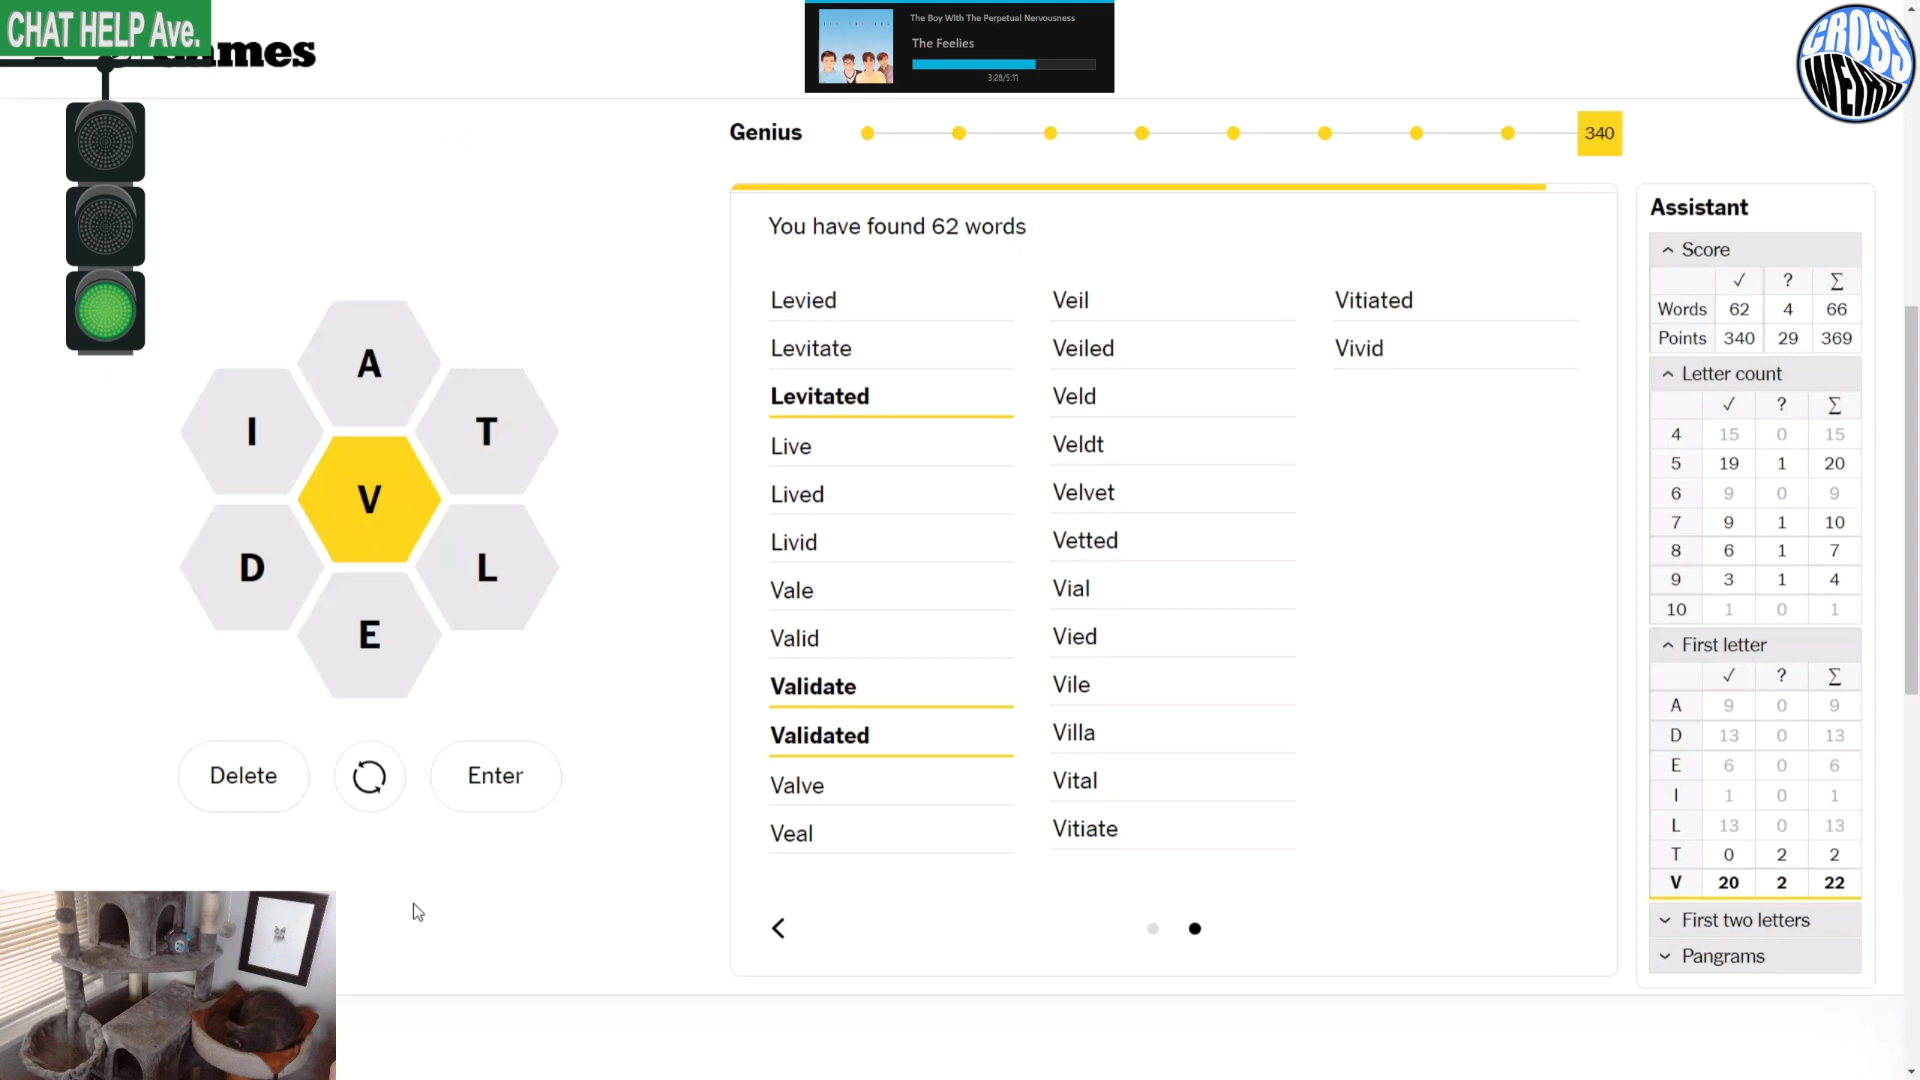 CHAT HELP Ave.
Games
The Boy With The Perpetual Nervousness
The Feelies
3:28/5:11
CROSS
WEIRD
Genius
340
You have found 62 words
Levied
Levitate
Levitated
Live
Lived
Livid
Vale
Valid
Validate
Validated
Valve
Veal
Veil
Veiled
Veld
Veldt
Velvet
Vetted
Vial
Vied
Vile
Villa
Vital
Vitiate
Vitiated
Vivid
A
I
T
V
D
L
E
Delete
Enter
Assistant
Score
✓ ? ∑
Words 62 4 66
Points 340 29 369
Letter count
✓ ? ∑
4 15 0 15
5 19 1 20
6 9 0 9
7 9 1 10
8 6 1 7
9 3 1 4
10 1 0 1
First letter
✓ ? ∑
A 9 0 9
D 13 0 13
E 6 0 6
I 1 0 1
L 13 0 13
T 0 2 2
V 20 2 22
First two letters
Pangrams